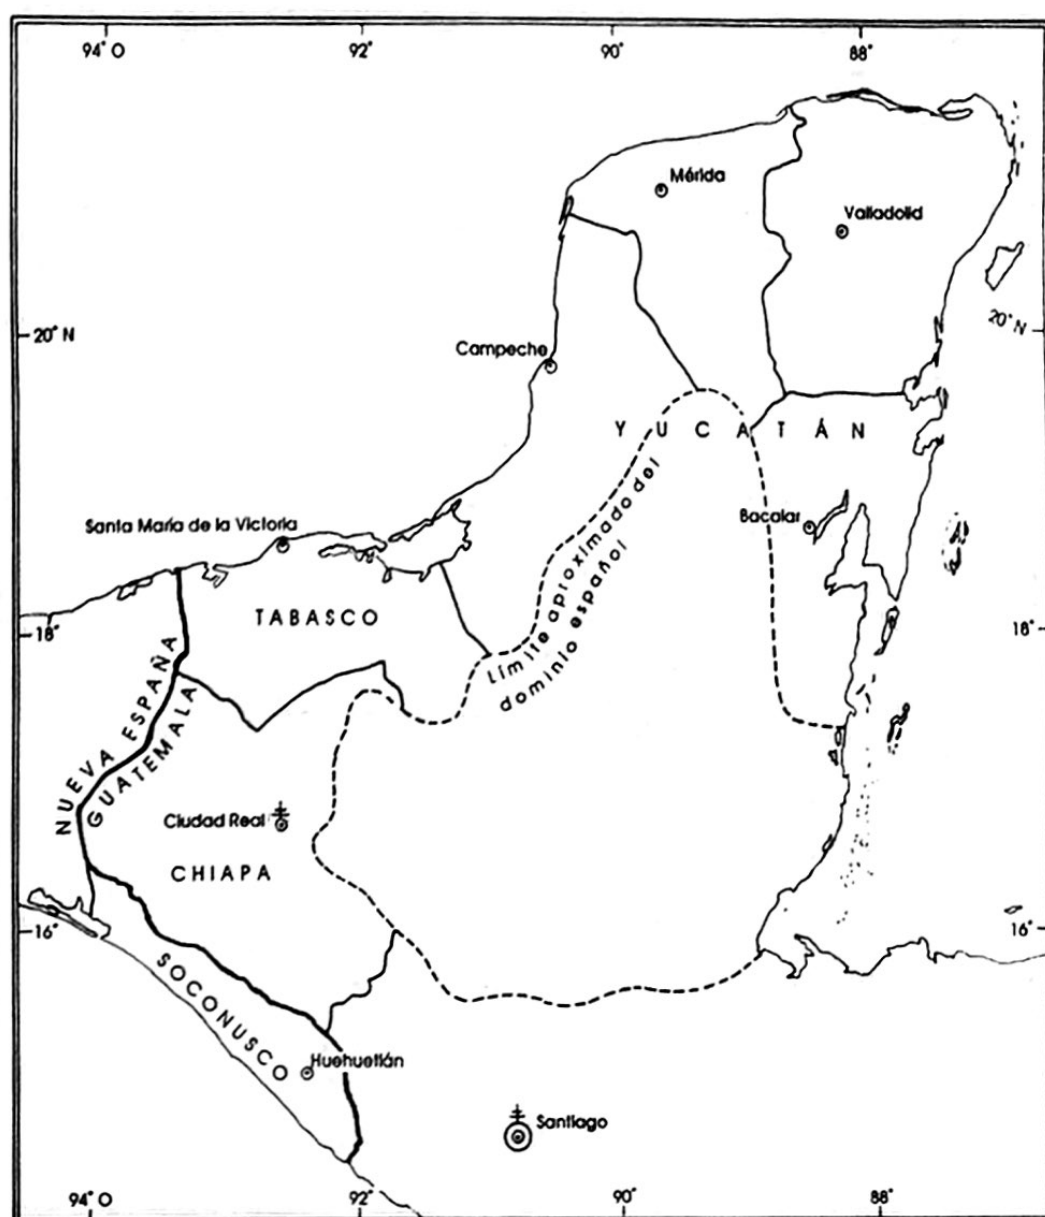 94° O
92°
90°
88°
Mérida
Valladolid
20° N
20° N
Campeche
YUCATÁN
Límite aproximado del
dominio español
Bacalar
Santa María de la Victoria
TABASCO
18°
18°
NUEVA ESPAÑA
GUATEMALA
Ciudad Real
CHIAPA
16°
16°
SOCONUSCO
Huehuetlán
Santiago
94° O
92°
90°
88°